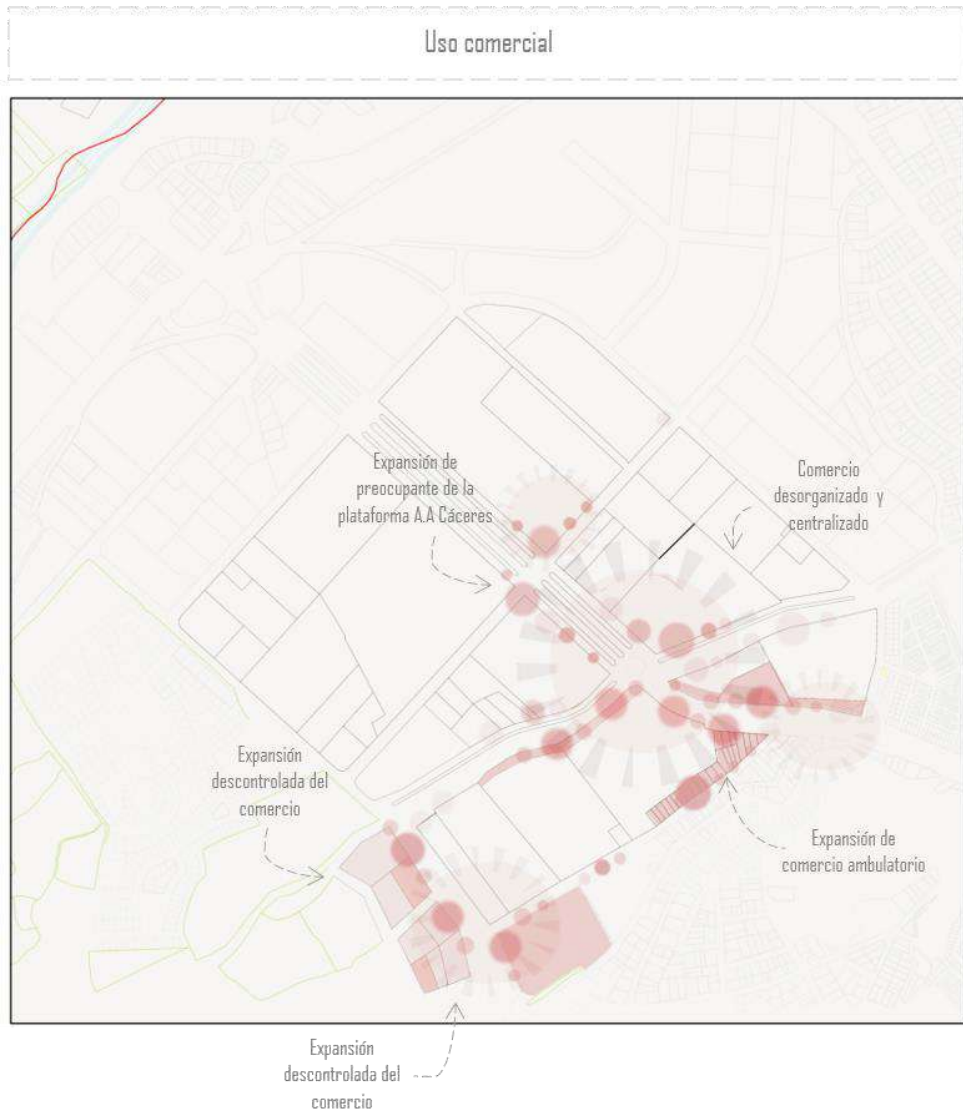 Uso comercial
Expansión de
preocupante de la
plataforma A.A Cáceres
Comercio
desorganizado y
centralizado
Expansión
descontrolada del
comercio
Expansión de
comercio ambulatorio
Expansión
descontrolada del
comercio